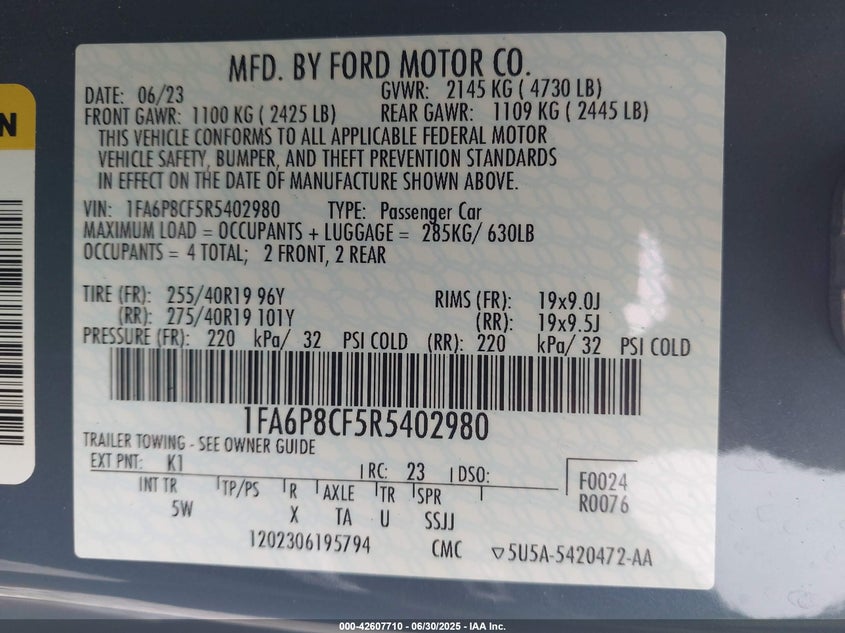 N
MFD. BY FORD MOTOR CO.
DATE: 06/23 GVWR: 2145 KG ( 4730 LB)
FRONT GAWR: 1100 KG ( 2425 LB) REAR GAWR: 1109 KG ( 2445 LB)
THIS VEHICLE CONFORMS TO ALL APPLICABLE FEDERAL MOTOR
VEHICLE SAFETY, BUMPER, AND THEFT PREVENTION STANDARDS
IN EFFECT ON THE DATE OF MANUFACTURE SHOWN ABOVE.
VIN: 1FA6P8CF5R5402980 TYPE: Passenger Car
MAXIMUM LOAD = OCCUPANTS + LUGGAGE = 285KG/ 630LB
OCCUPANTS = 4 TOTAL; 2 FRONT, 2 REAR
TIRE (FR): 255/40R19 96Y RIMS (FR): 19x9.0J
(RR): 275/40R19 101Y (RR): 19x9.5J
PRESSURE (FR): 220 kPa/ 32 PSI COLD (RR): 220 kPa/ 32 PSI COLD
1FA6P8CF5R5402980
TRAILER TOWING - SEE OWNER GUIDE
EXT PNT: K1 RC: 23 DSO: F0024
INT TR TP/PS R AXLE TR SPR R0076
5W X TA U SSJJ
1202306195794 CMC ▽5U5A-5420472-AA
000-42607710 - 06/30/2025 - IAA Inc.